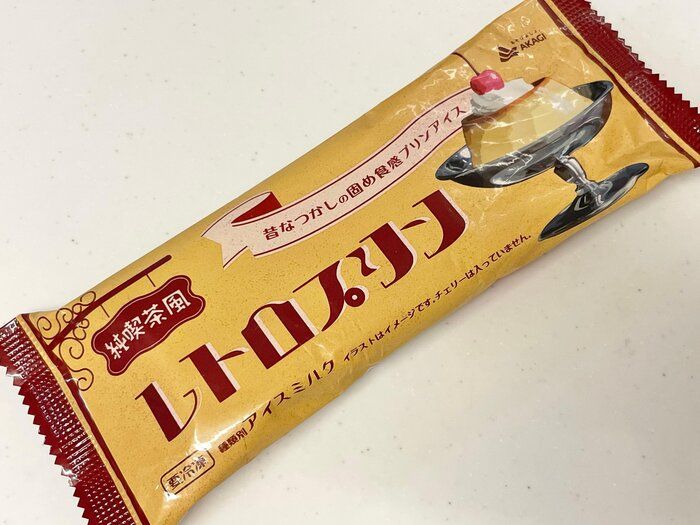 AKAGI
昔なつかしの固め食感プリンアイス
純喫茶風
レトロプリン
種類別 アイスミルク イラストはイメージです。チェリーは入っていません。
要冷凍